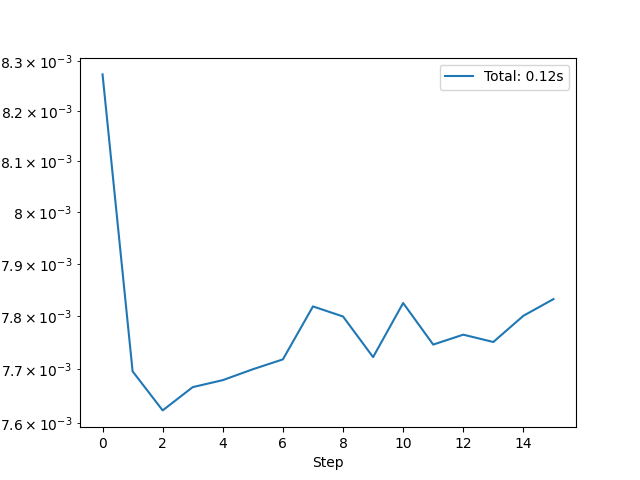 8.3 × 10⁻³
8.2 × 10⁻³
8.1 × 10⁻³
8 × 10⁻³
7.9 × 10⁻³
7.8 × 10⁻³
7.7 × 10⁻³
7.6 × 10⁻³
Total: 0.12s
0 2 4 6 8 10 12 14
Step